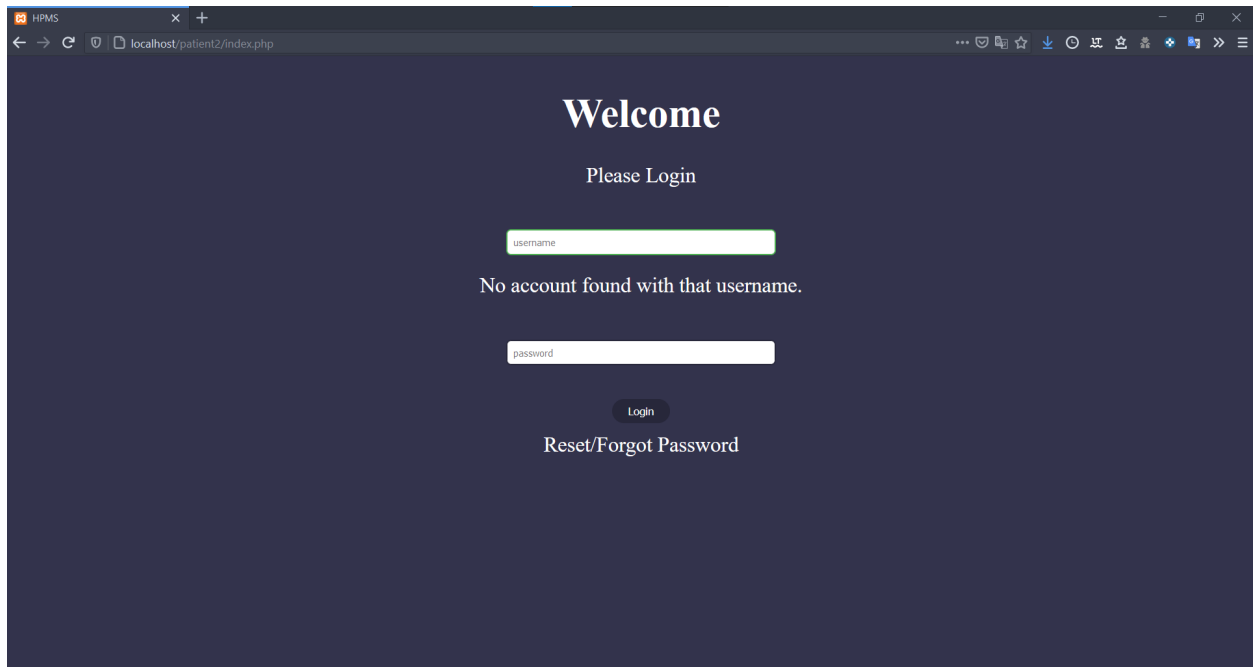 HPMS
localhost/patient2/index.php
Welcome
Please Login
username
No account found with that username.
password
Login
Reset/Forgot Password